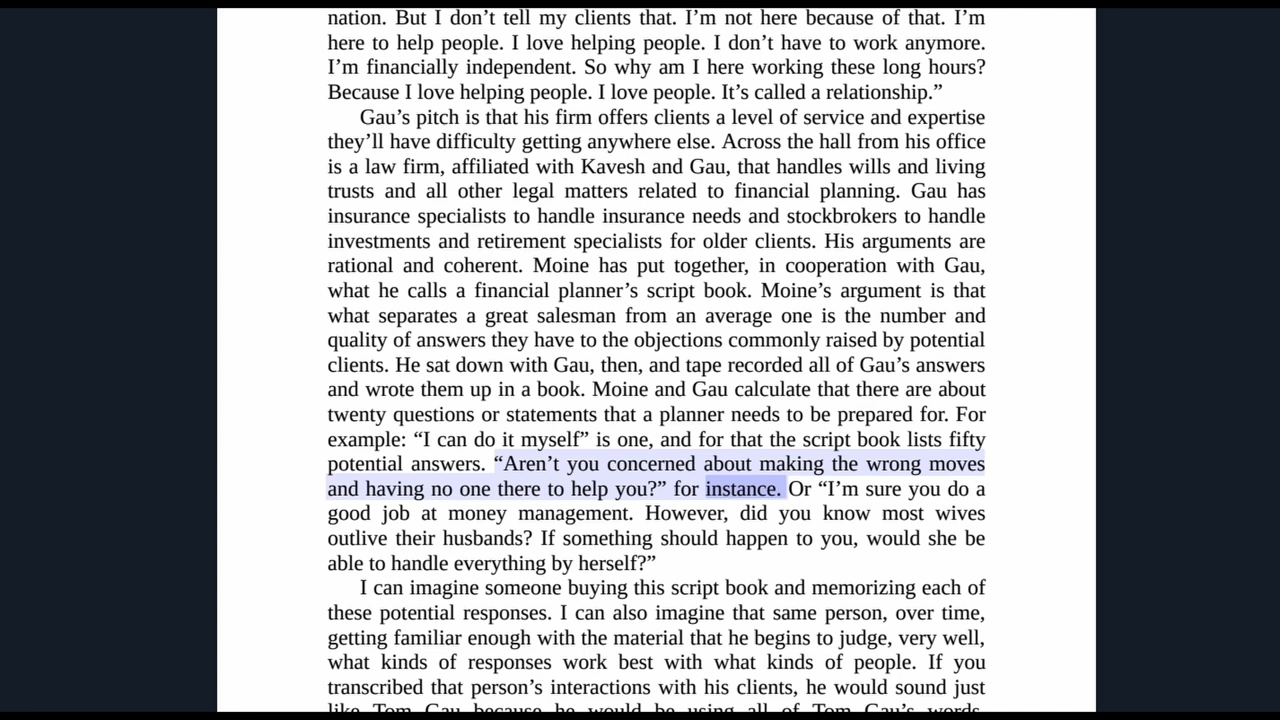 nation. But I don’t tell my clients that. I’m not here because of that. I’m
here to help people. I love helping people. I don’t have to work anymore.
I’m financially independent. So why am I here working these long hours?
Because I love helping people. I love people. It’s called a relationship.”
Gau’s pitch is that his firm offers clients a level of service and expertise
they’ll have difficulty getting anywhere else. Across the hall from his office
is a law firm, affiliated with Kavesh and Gau, that handles wills and living
trusts and all other legal matters related to financial planning. Gau has
insurance specialists to handle insurance needs and stockbrokers to handle
investments and retirement specialists for older clients. His arguments are
rational and coherent. Moine has put together, in cooperation with Gau,
what he calls a financial planner’s script book. Moine’s argument is that
what separates a great salesman from an average one is the number and
quality of answers they have to the objections commonly raised by potential
clients. He sat down with Gau, then, and tape recorded all of Gau’s answers
and wrote them up in a book. Moine and Gau calculate that there are about
twenty questions or statements that a planner needs to be prepared for. For
example: “I can do it myself” is one, and for that the script book lists fifty
potential answers. “Aren’t you concerned about making the wrong moves
and having no one there to help you?” for instance. Or “I’m sure you do a
good job at money management. However, did you know most wives
outlive their husbands? If something should happen to you, would she be
able to handle everything by herself?”
I can imagine someone buying this script book and memorizing each of
these potential responses. I can also imagine that same person, over time,
getting familiar enough with the material that he begins to judge, very well,
what kinds of responses work best with what kinds of people. If you
transcribed that person’s interactions with his clients, he would sound just
like Tom Gau because he would be using all of Tom Gau’s words.